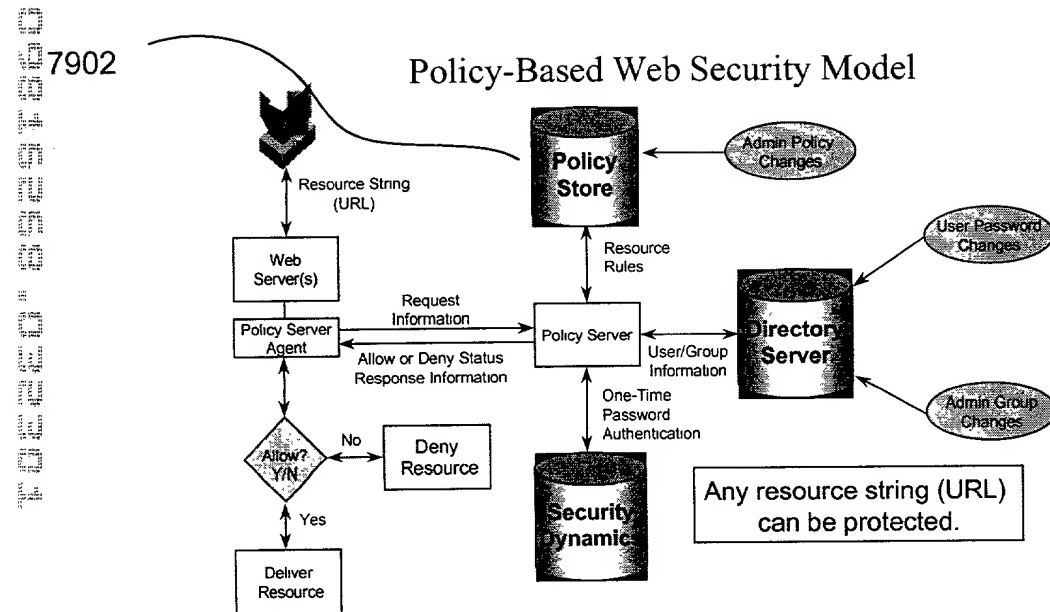 7902
Policy-Based Web Security Model
Resource String
(URL)
Policy
Store
Admin Policy
Changes
Web
Server(s)
Resource
Rules
User Password
Changes
Request
Information
Policy Server
Agent
Policy Server
Directory
Server
Allow or Deny Status
Response Information
User/Group
Information
One-Time
Password
Authentication
Admin Group
Changes
Allow?
Y/N
No
Deny
Resource
Yes
Security
Dynamics
Any resource string (URL)
can be protected.
Deliver
Resource